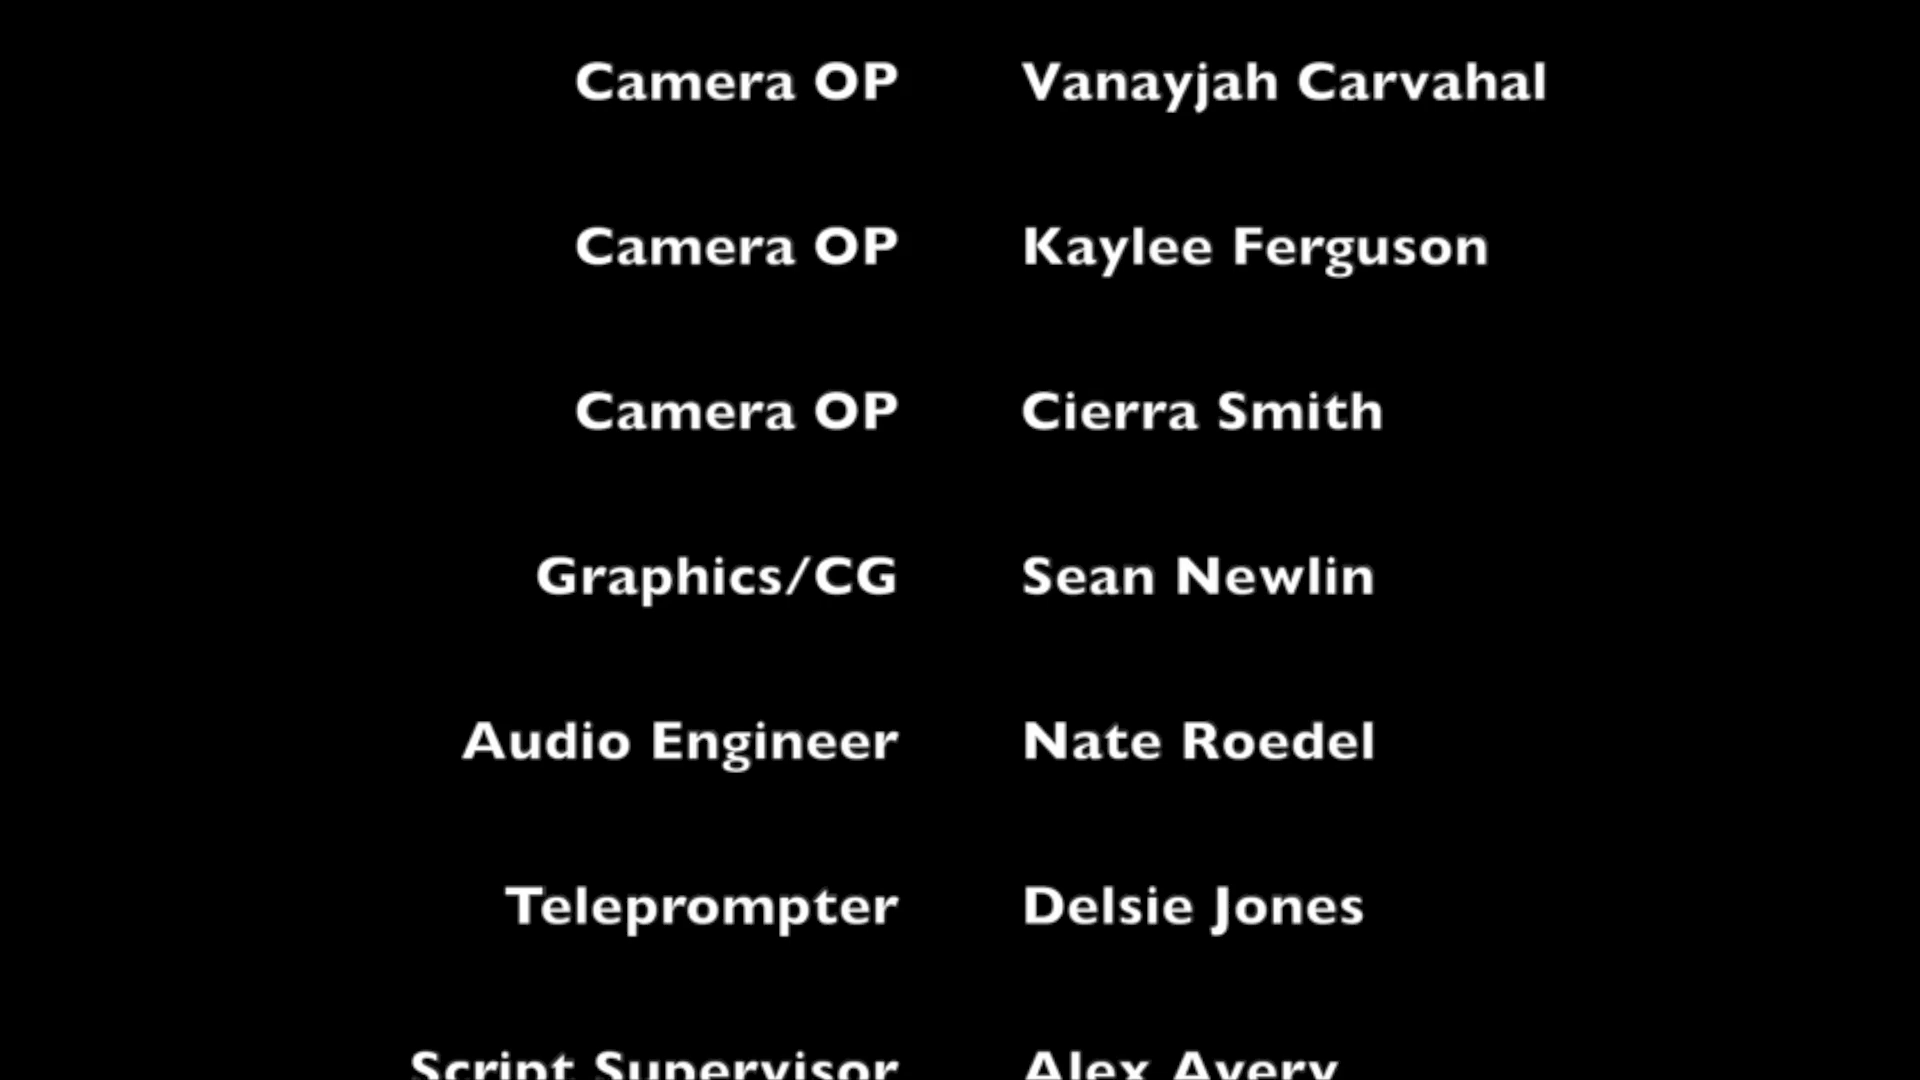 Camera OP Vanayjah Carvahal
Camera OP Kaylee Ferguson
Camera OP Cierra Smith
Graphics/CG Sean Newlin
Audio Engineer Nate Roedel
Teleprompter Delsie Jones
Script Supervisor Alex Avery